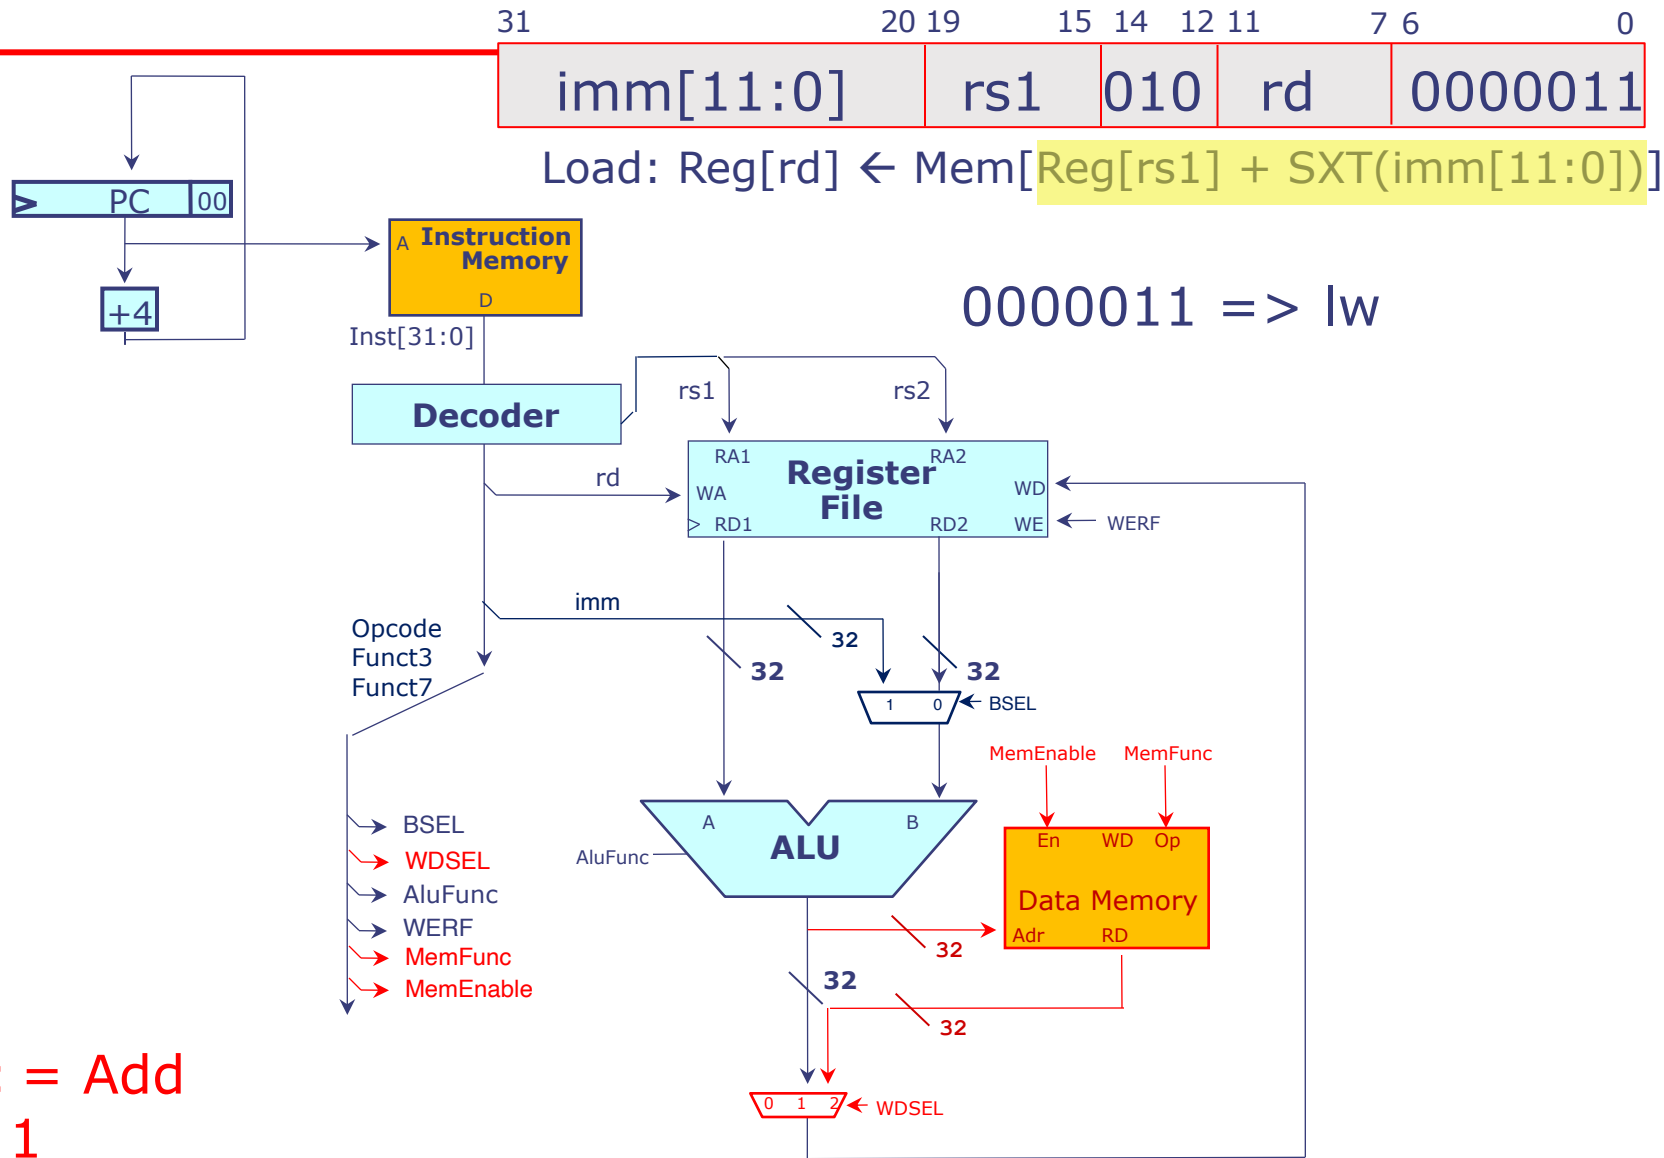 31 20 19 15 14 12 11 7 6 0
imm[11:0] rs1 010 rd 0000011
Load: Reg[rd] ← Mem[Reg[rs1] + SXT(imm[11:0])]
PC 00
A Instruction
Memory
D
+4
0000011 => lw
Inst[31:0]
Decoder
rs1 rs2
RA1 RA2
Register
File
rd
WA
WD
RD1 RD2 WE
WERF
imm
32
Opcode
Funct3
Funct7
32
32
1 0
BSEL
MemEnable MemFunc
A B
ALU
AluFunc
En WD Op
Data Memory
Adr RD
BSEL
WDSEL
AluFunc
WERF
MemFunc
MemEnable
32
32
32
= Add
1
0 1 2
WDSEL